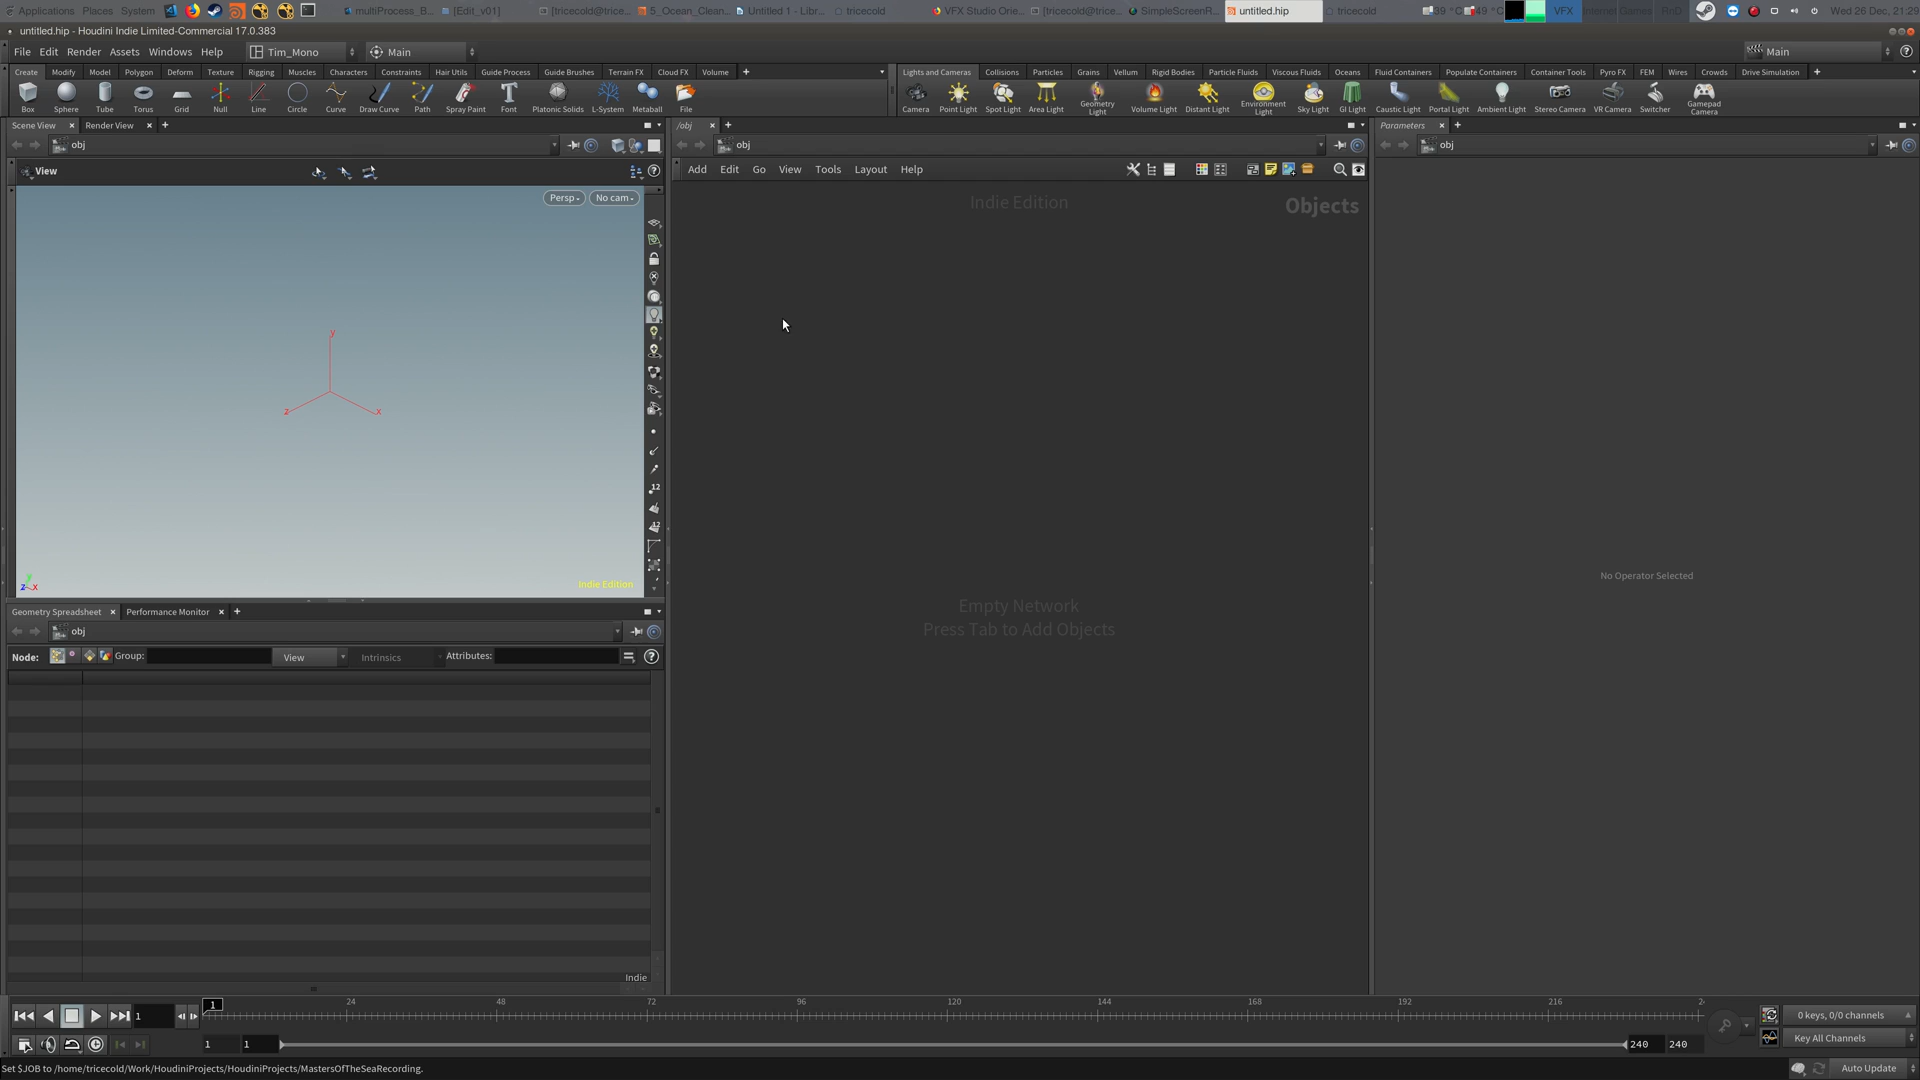 Applications Places System multiProcess_B... [Edit_v01] [tricecold@trice... 5_Ocean_Clean... Untitled 1 - Libr... tricecold VFX Studio Orie... [tricecold@trice... SimpleScreenR... untitled.hip tricecold 39 °C 49 °C VFX Internet Games RnD Wed 26 Dec, 21:29
untitled.hip - Houdini Indie Limited-Commercial 17.0.383
File Edit Render Assets Windows Help Tim_Mono Main Main
Create Modify Model Polygon Deform Texture Rigging Muscles Characters Constraints Hair Utils Guide Process Guide Brushes Terrain FX Cloud FX Volume
Lights and Cameras Collisions Particles Grains Vellum Rigid Bodies Particle Fluids Viscous Fluids Oceans Fluid Containers Populate Containers Container Tools Pyro FX FEM Wires Crowds Drive Simulation
Box Sphere Tube Torus Grid Null Line Circle Curve Draw Curve Path Spray Paint Font Platonic Solids L-System Metaball File
Camera Point Light Spot Light Area Light Geometry Light Volume Light Distant Light Environment Light Sky Light GI Light Caustic Light Portal Light Ambient Light Stereo Camera VR Camera Switcher Gamepad Camera
Scene View Render View
/obj
Parameters
obj
obj
obj
View
Add Edit Go View Tools Layout Help
Persp No cam
Indie Edition
Objects
y
z
x
12
12
z x
Indie Edition
No Operator Selected
Empty Network
Press Tab to Add Objects
Geometry Spreadsheet Performance Monitor
obj
Node: Group: View Intrinsics Attributes:
Indie
1 1 24 48 72 96 120 144 168 192 216
0 keys, 0/0 channels
1 1 240 240
Key All Channels
Set $JOB to /home/tricecold/Work/HoudiniProjects/HoudiniProjects/MastersOfTheSeaRecording.
Auto Update